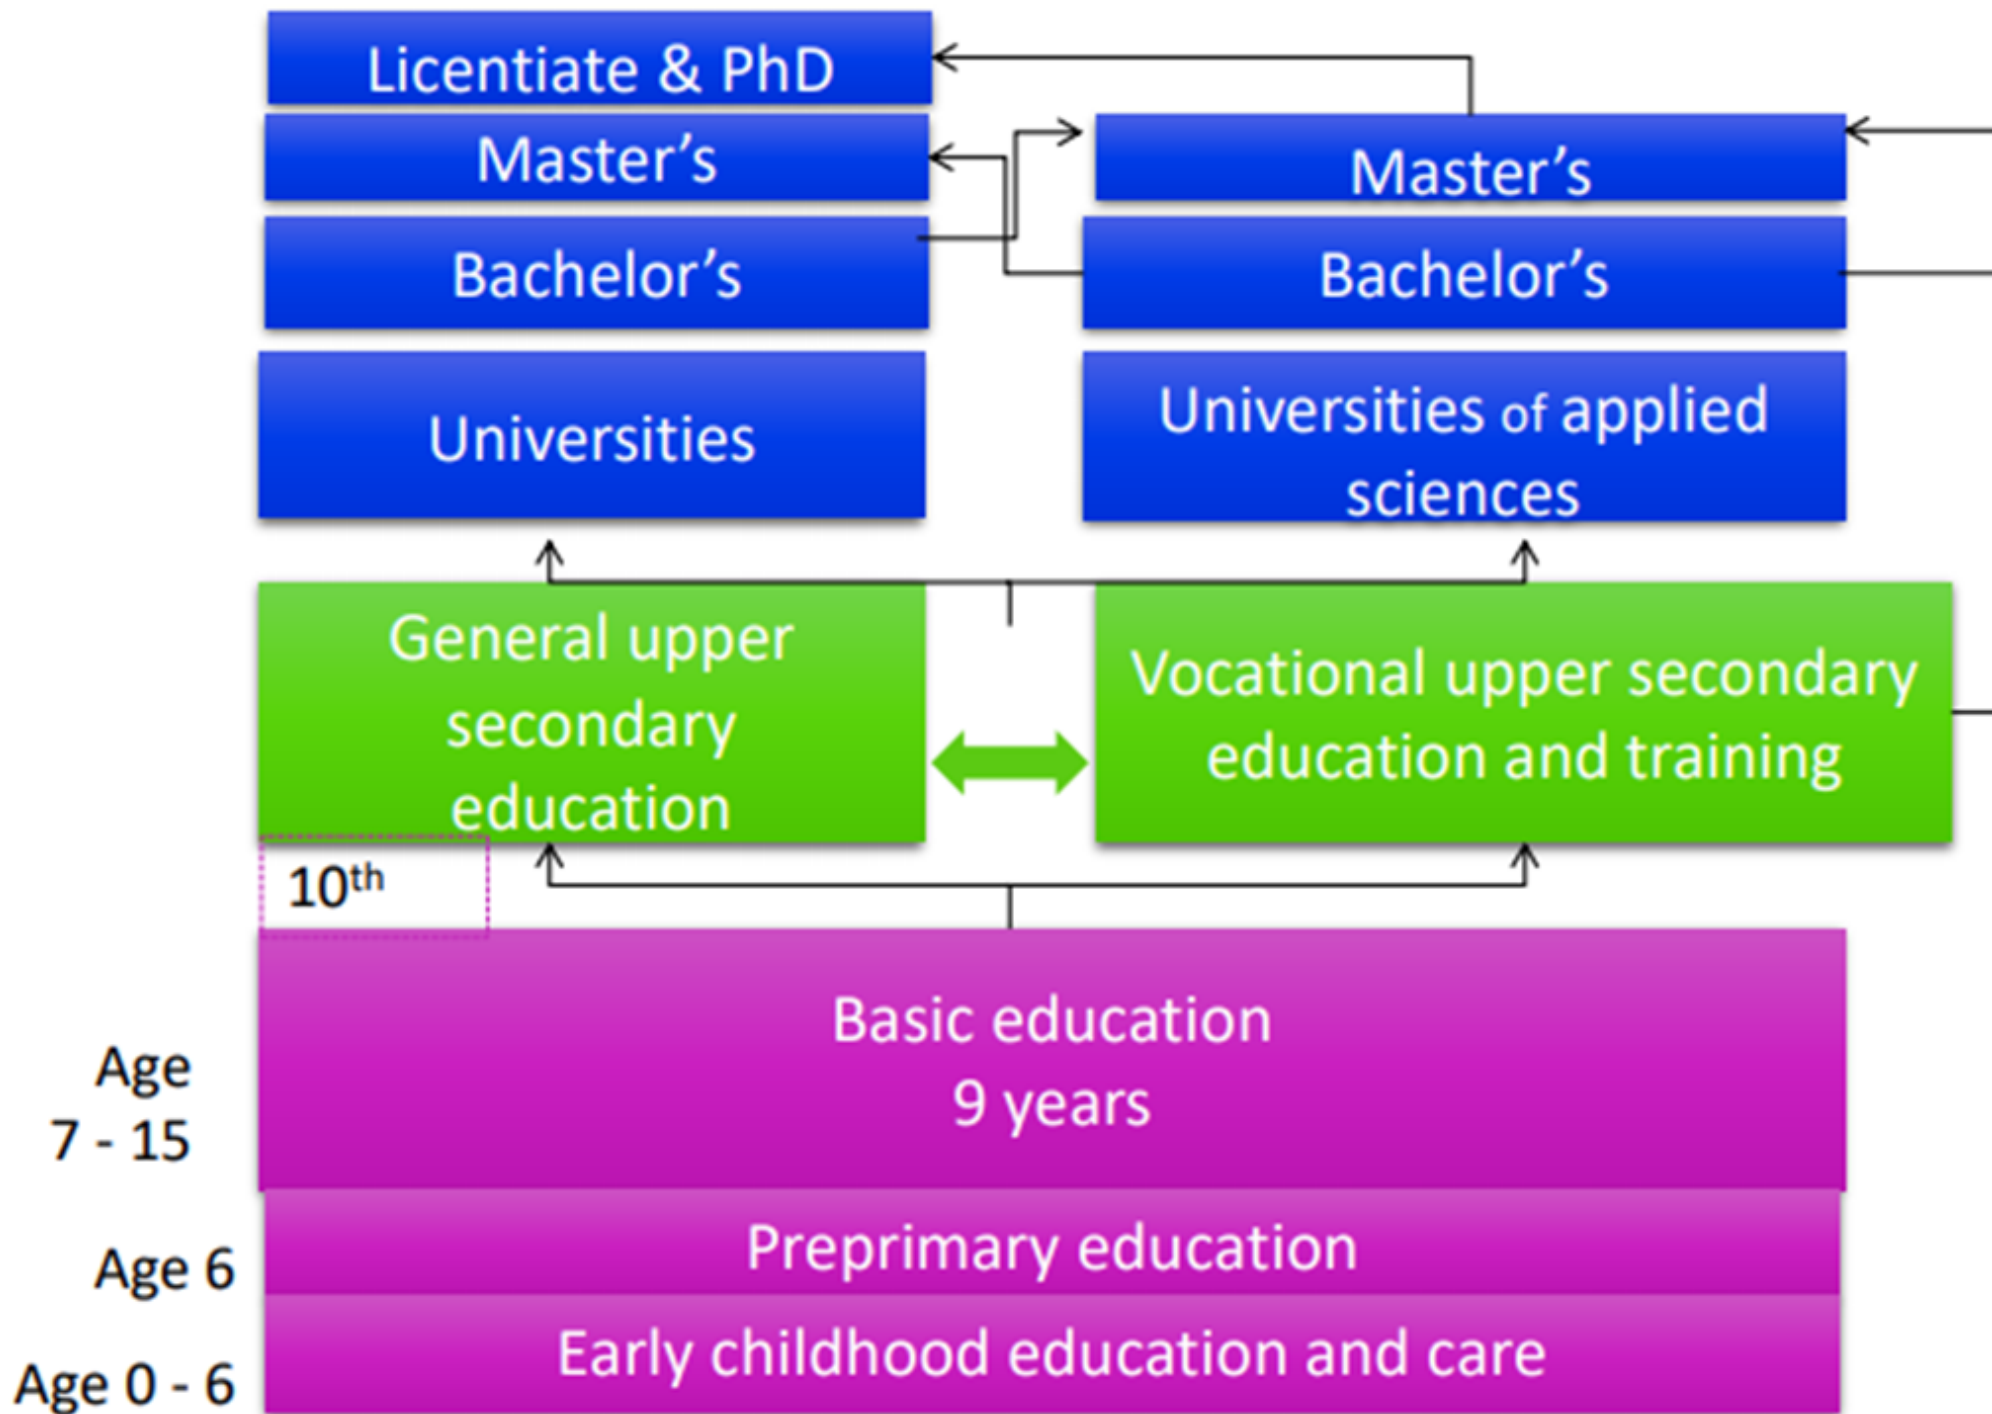 Licentiate & PhD
Master’s
Master’s
Bachelor’s
Bachelor’s
Universities
Universities of applied
sciences
General upper
secondary
education
Vocational upper secondary
education and training
10th
Basic education
9 years
Age
7 - 15
Preprimary education
Age 6
Early childhood education and care
Age 0 - 6